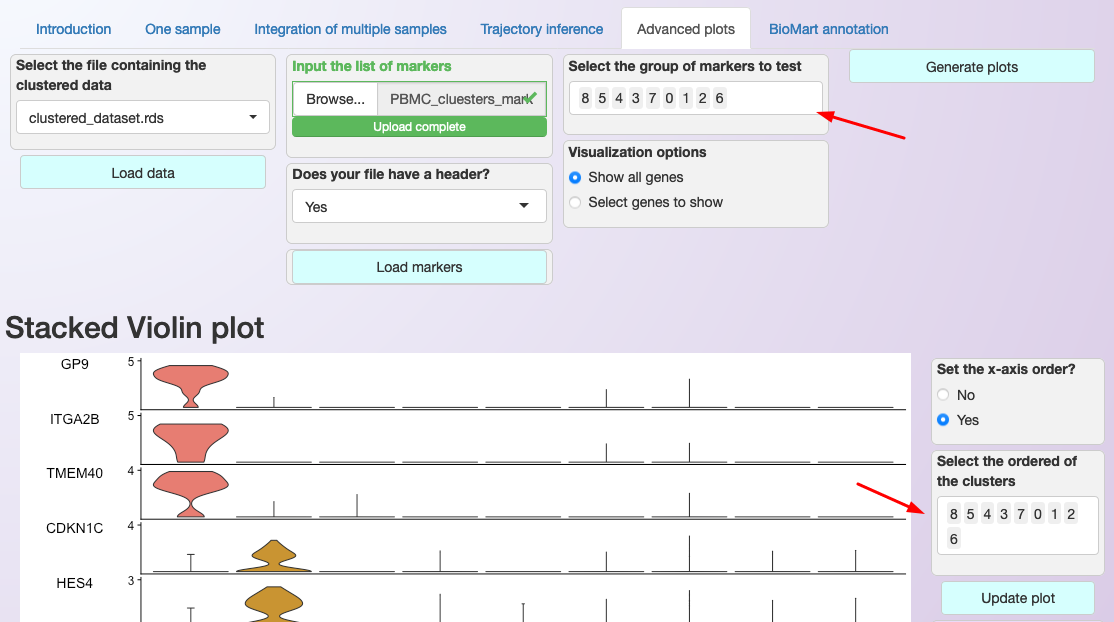 Introduction
One sample
Integration of multiple samples
Trajectory inference
Advanced plots
BioMart annotation
Select the file containing the
clustered data
clustered_dataset.rds
Load data
Input the list of markers
Browse...
PBMC_cluesters_mark
Upload complete
Does your file have a header?
Yes
Load markers
Select the group of markers to test
8 5 4 3 7 0 1 2 6
Visualization options
Show all genes
Select genes to show
Generate plots
Stacked Violin plot
GP9
5
ITGA2B
5
TMEM40
4
CDKN1C
4
HES4
3
Set the x-axis order?
No
Yes
Select the ordered of
the clusters
8 5 4 3 7 0 1 2
6
Update plot